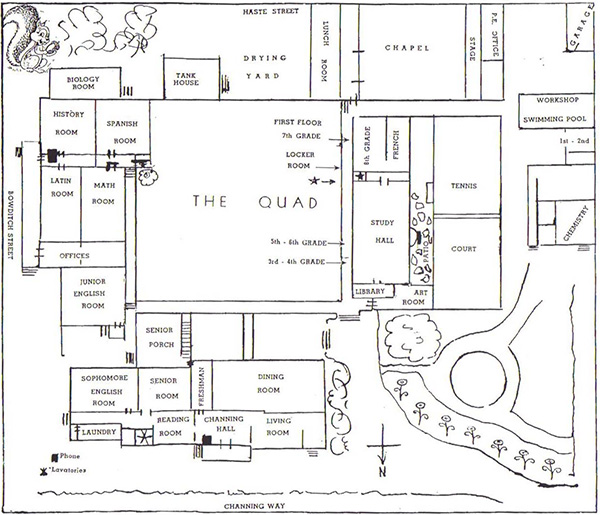 HASTE STREET
LUNCH
ROOM
CHAPEL
STAGE
P.E. OFFICE
GARAGE
DRYING
YARD
BIOLOGY
ROOM
TANK
HOUSE
WORKSHOP
SWIMMING POOL
1st - 2nd
CHEMISTRY
HISTORY
ROOM
SPANISH
ROOM
FIRST FLOOR
7th GRADE
LOCKER
ROOM
8th GRADE
FRENCH
LATIN
ROOM
MATH
ROOM
THE QUAD
TENNIS
COURT
STUDY
HALL
PATIO
5th - 6th GRADE
3rd - 4th GRADE
BOWDITCH STREET
OFFICES
JUNIOR
ENGLISH
ROOM
LIBRARY
ART
ROOM
SENIOR
PORCH
SOPHOMORE
ENGLISH
ROOM
SENIOR
ROOM
FRESHMAN
DINING
ROOM
LAUNDRY
READING
ROOM
CHANNING
HALL
LIVING
ROOM
Phone
Lavatories
N
CHANNING WAY